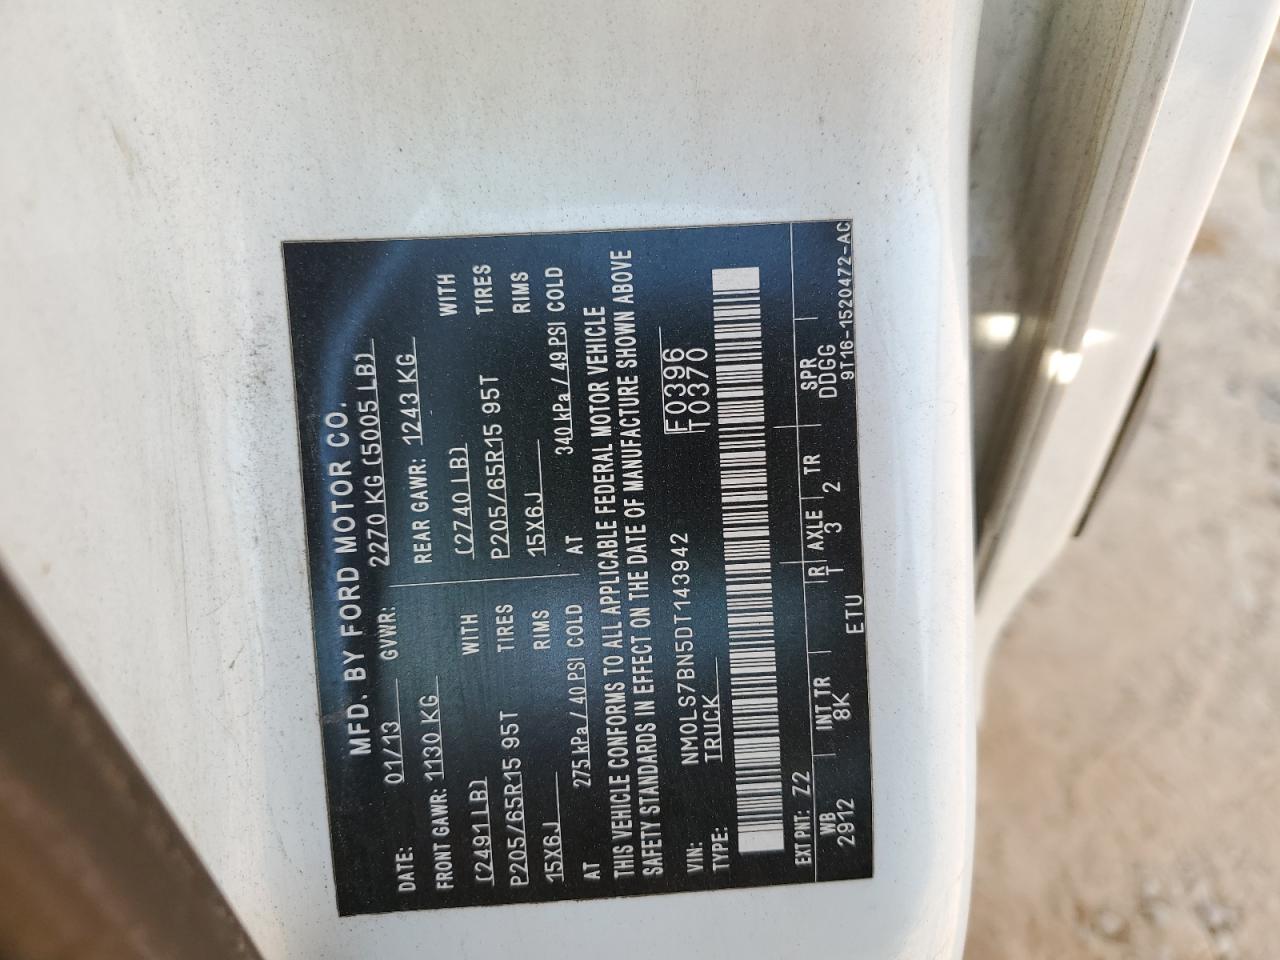 MFD. BY FORD MOTOR CO.
DATE: 01/13 GVWR: 2270 KG (5005 LB)
FRONT GAWR: 1130 KG REAR GAWR: 1243 KG
(2491LB) WITH (2740 LB) WITH
P205/65R15 95T TIRES P205/65R15 95T TIRES
15X6J RIMS 15X6J RIMS
AT 275 kPa / 40 PSI COLD AT 340 kPa / 49 PSI COLD
THIS VEHICLE CONFORMS TO ALL APPLICABLE FEDERAL MOTOR VEHICLE
SAFETY STANDARDS IN EFFECT ON THE DATE OF MANUFACTURE SHOWN ABOVE
VIN: NM0LS7BN5DT143942 F0396
TYPE: TRUCK T0370
EXT PNT: Z2
WB INT TR R AXLE TR SPR
2912 8K T 3 2 DDGG
ETU 9T16-1520472-AC